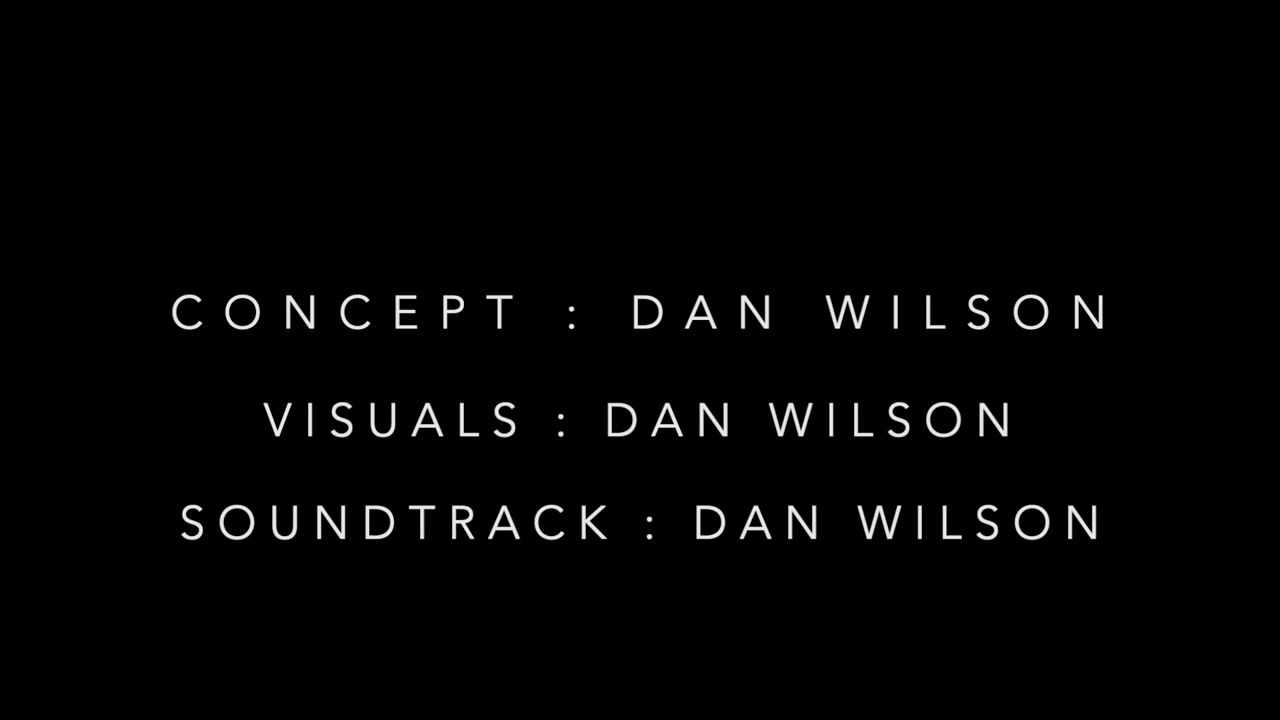 CONCEPT : DAN WILSON
VISUALS : DAN WILSON
SOUNDTRACK : DAN WILSON